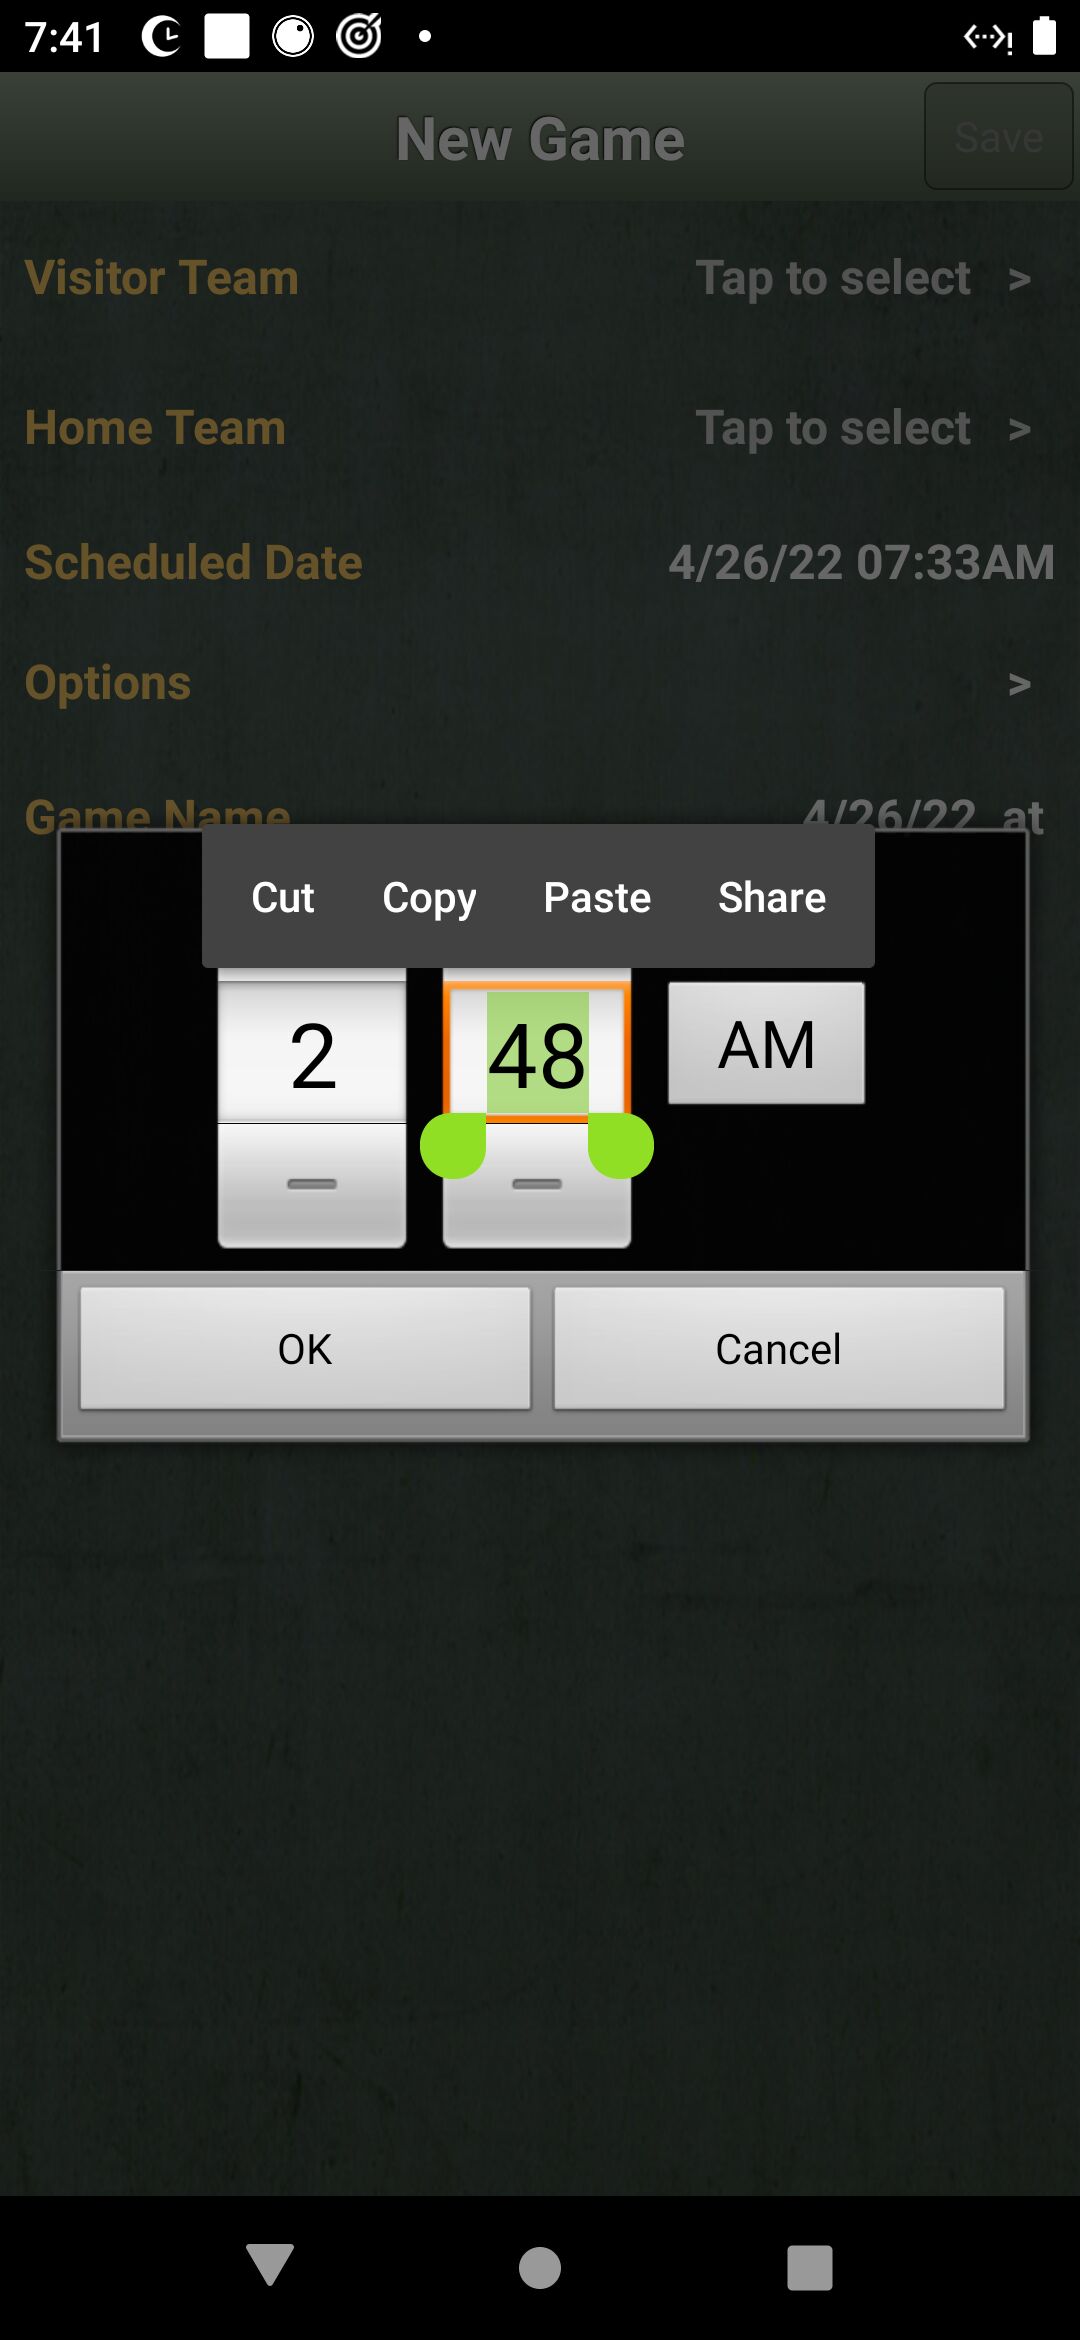 7:41
New Game
Save
Visitor Team Tap to select >
Home Team Tap to select >
Scheduled Date 4/26/22 07:33AM
Options >
Game Name 4/26/22 at
Cut Copy Paste Share
2 48 AM
OK Cancel